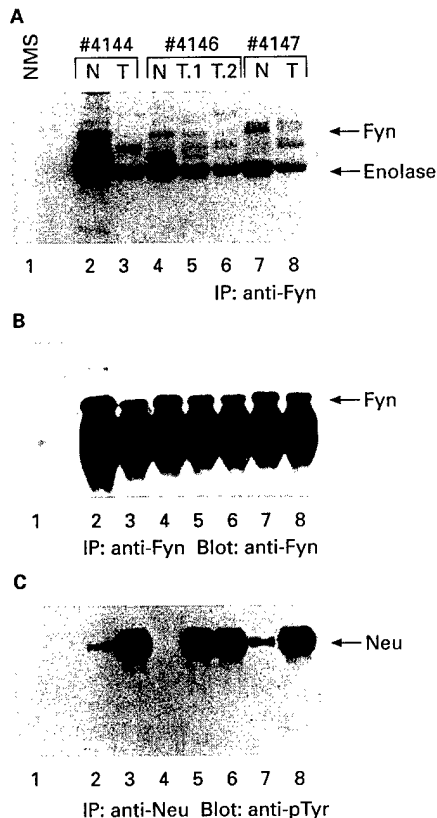 A
NMS
#4144 #4146 #4147
N T N T.1 T.2 N T
Fyn
Enolase
1 2 3 4 5 6 7 8
IP: anti-Fyn
B
Fyn
1 2 3 4 5 6 7 8
IP: anti-Fyn Blot: anti-Fyn
C
Neu
1 2 3 4 5 6 7 8
IP: anti-Neu Blot: anti-pTyr